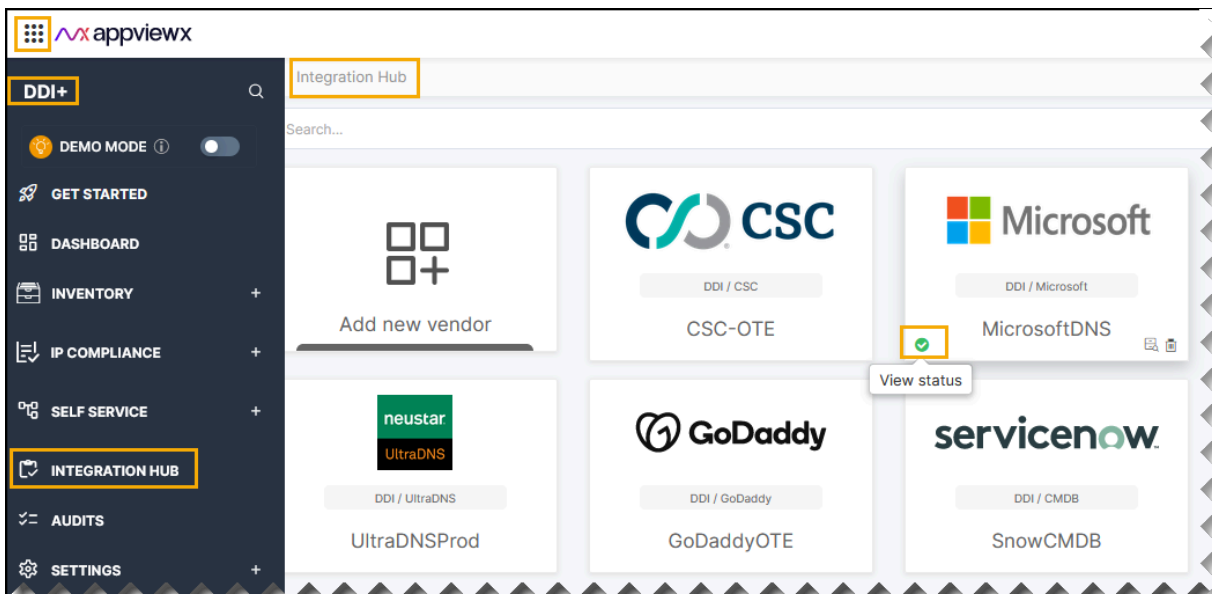 appviewx
DDI+
Integration Hub
Search...
DEMO MODE
GET STARTED
DASHBOARD
INVENTORY +
IP COMPLIANCE +
SELF SERVICE +
INTEGRATION HUB
AUDITS
SETTINGS +
Add new vendor
CSC
DDI / CSC
CSC-OTE
Microsoft
DDI / Microsoft
MicrosoftDNS
View status
neustar
UltraDNS
DDI / UltraDNS
UltraDNSProd
GoDaddy
DDI / GoDaddy
GoDaddyOTE
servicenow
DDI / CMDB
SnowCMDB